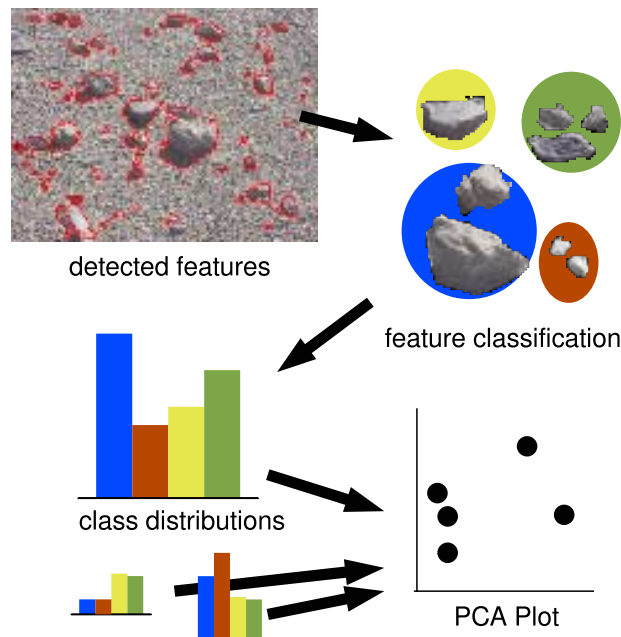 detected features
feature classification
class distributions
PCA Plot